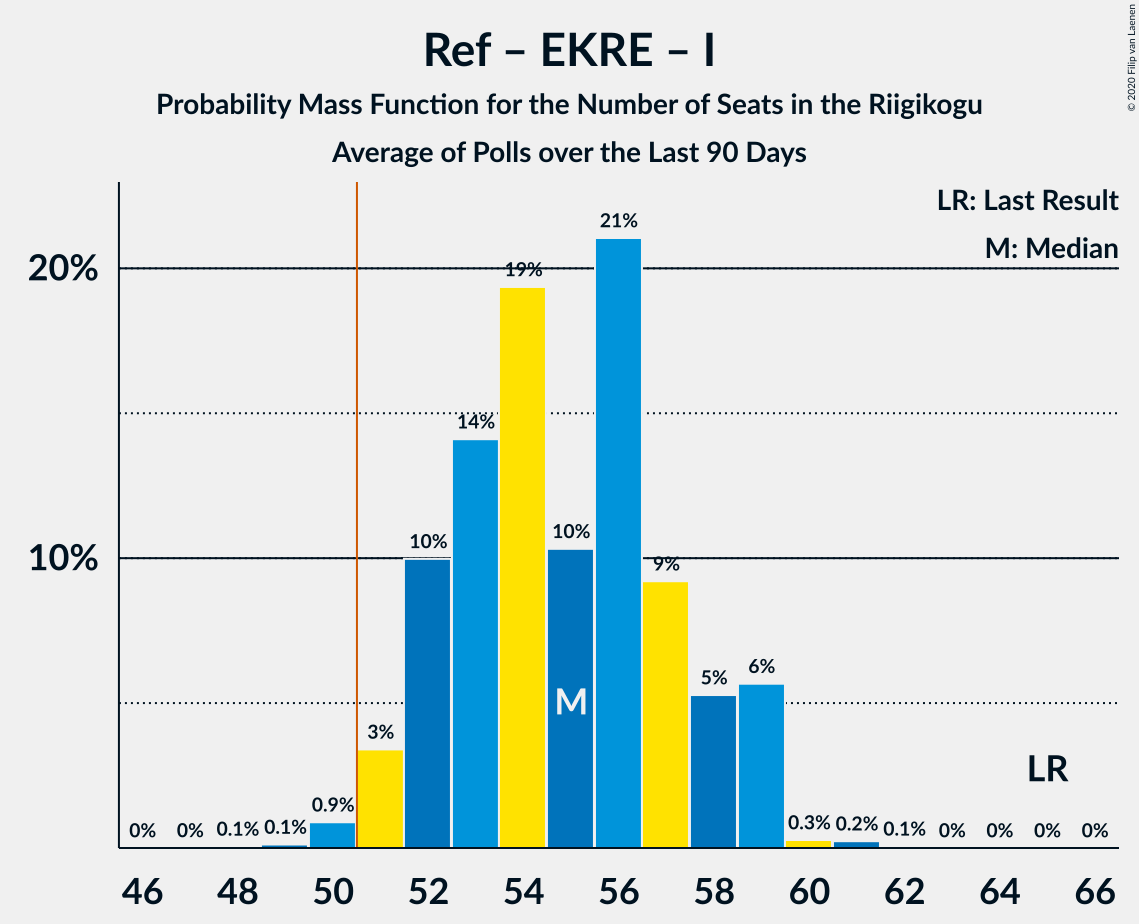 Ref – EKRE – I
Probability Mass Function for the Number of Seats in the Riigikogu
Average of Polls over the Last 90 Days
© 2020 Filip van Laenen
LR: Last Result
M: Median
20%
10%
0% 0% 0.1% 0.1% 0.9% 3% 10% 14% 19% 10% 21% 9% 5% 6% 0.3% 0.2% 0.1% 0% 0% 0% 0%
M
LR
46 48 50 52 54 56 58 60 62 64 66